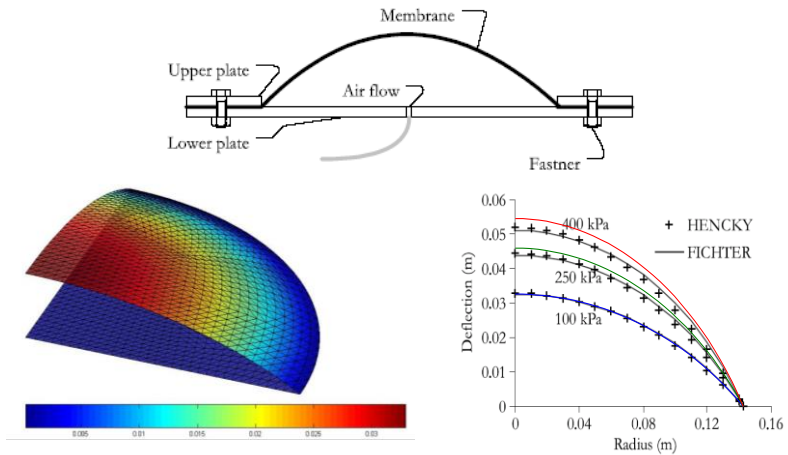 Membrane
Upper plate
Air flow
Lower plate
Fastner
0.005 0.01 0.015 0.02 0.025 0.03
0.06
0.05
0.04
0.03
0.02
0.01
0
Deflection (m)
400 kPa
250 kPa
100 kPa
HENCKY
FICHTER
0 0.04 0.08 0.12 0.16
Radius (m)